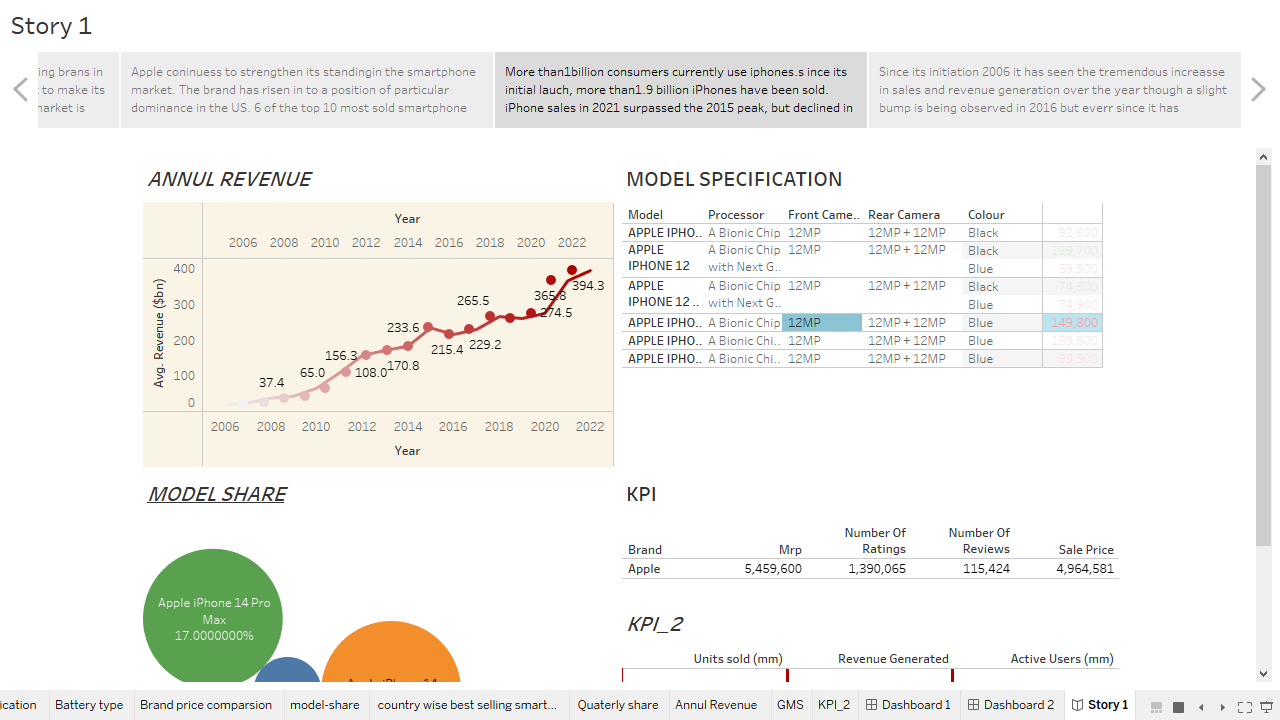 Story 1
ing brans in
to make its
market is
Apple coninuess to strengthen its standingin the smartphone
market. The brand has risen in to a position of particular
dominance in the US. 6 of the top 10 most sold smartphone
More than1billion consumers currently use iphones.s ince its
initial lauch, more than1.9 billion iPhones have been sold.
iPhone sales in 2021 surpassed the 2015 peak, but declined in
Since its initiation 2006 it has seen the tremendous increasse
in sales and revenue generation over the year though a slight
bump is being observed in 2016 but everr since it has
ANNUL REVENUE
Year
2006 2008 2010 2012 2014 2016 2018 2020 2022
Avg. Revenue ($bn)
400
300
200
100
0
37.4
65.0
156.3
108.0
170.8
233.6
215.4
265.5
229.2
365.8
274.5
394.3
2006 2008 2010 2012 2014 2016 2018 2020 2022
Year
MODEL SPECIFICATION
Model Processor Front Came.. Rear Camera Colour
APPLE IPHO.. A Bionic Chip 12MP 12MP + 12MP Black 92,800
APPLE IPHONE 12 A Bionic Chip with Next G.. 12MP 12MP + 12MP Black 199,700
Blue 59,900
APPLE IPHONE 12 .. A Bionic Chip with Next G.. 12MP 12MP + 12MP Black 74,900
Blue 74,900
APPLE IPHO.. A Bionic Chip 12MP 12MP + 12MP Blue 149,800
APPLE IPHO.. A Bionic Chi.. 12MP 12MP + 12MP Blue 189,800
APPLE IPHO.. A Bionic Chi.. 12MP 12MP + 12MP Blue 99,900
MODEL SHARE
Apple iPhone 14 Pro
Max
17.0000000%
KPI
Brand Mrp Number Of Ratings Number Of Reviews Sale Price
Apple 5,459,600 1,390,065 115,424 4,964,581
KPI_2
Units sold (mm) Revenue Generated Active Users (mm)
ication Battery type Brand price comparsion model-share country wise best selling smart... Quaterly share Annul Revenue GMS KPI_2 Dashboard 1 Dashboard 2 Story 1